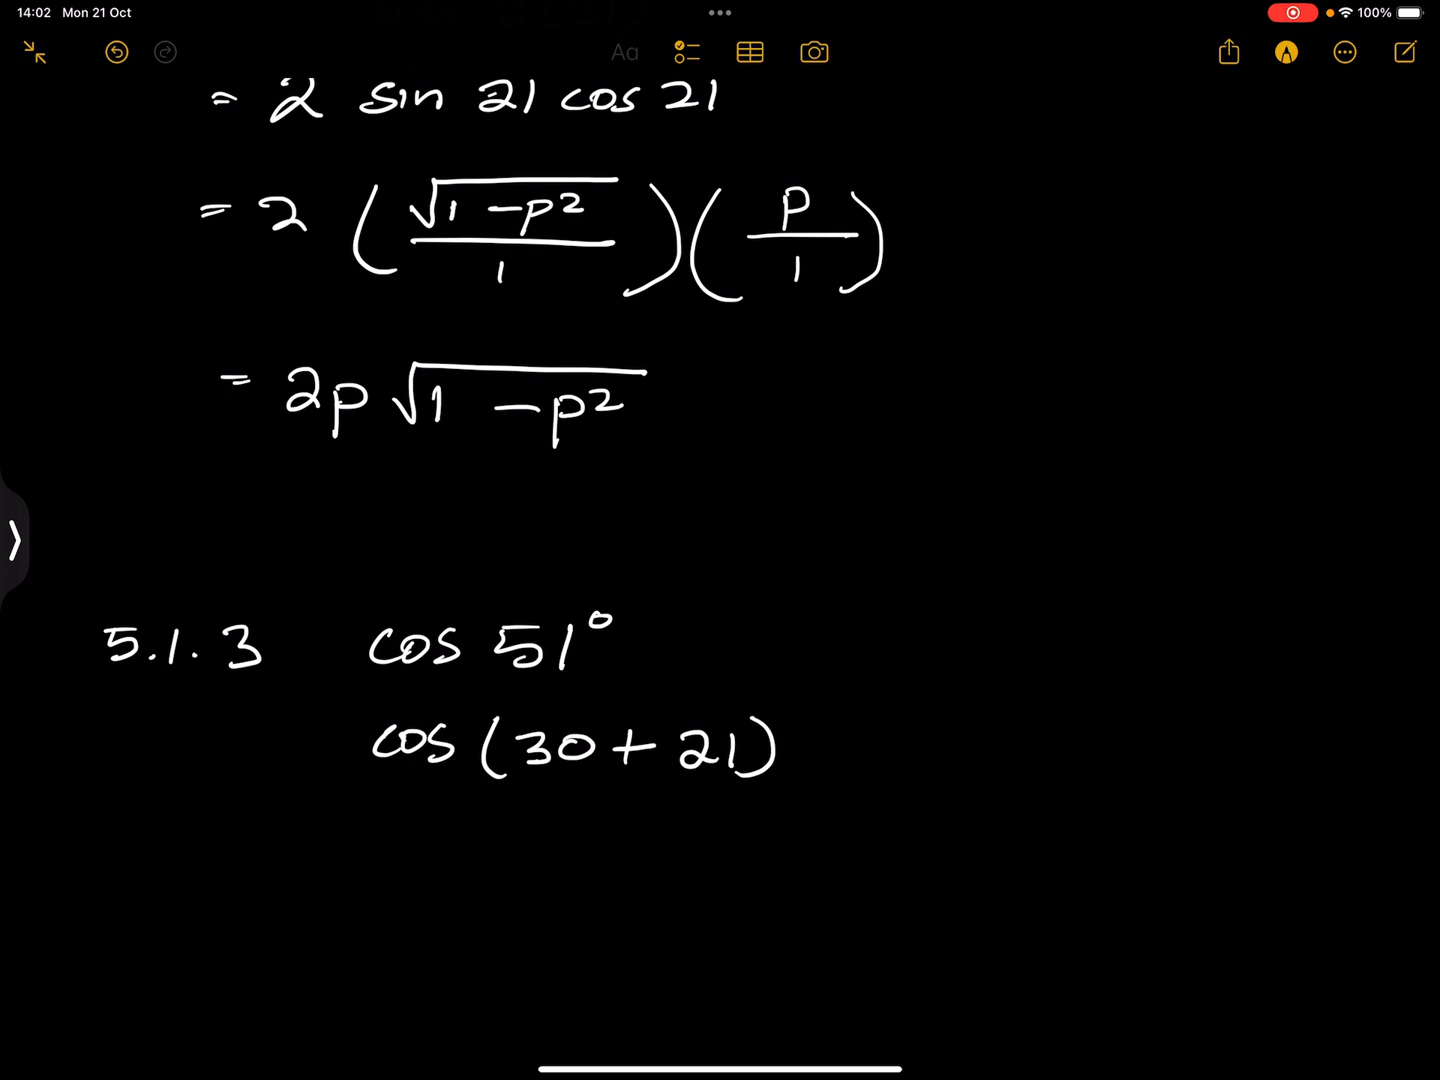 14:02 Mon 21 Oct
100%
Aa
= 2 sin 21 cos 21
= 2 (√1 - p² / 1)(p / 1)
= 2p √1 - p²
5.1.3 cos 51°
cos (30 + 21)